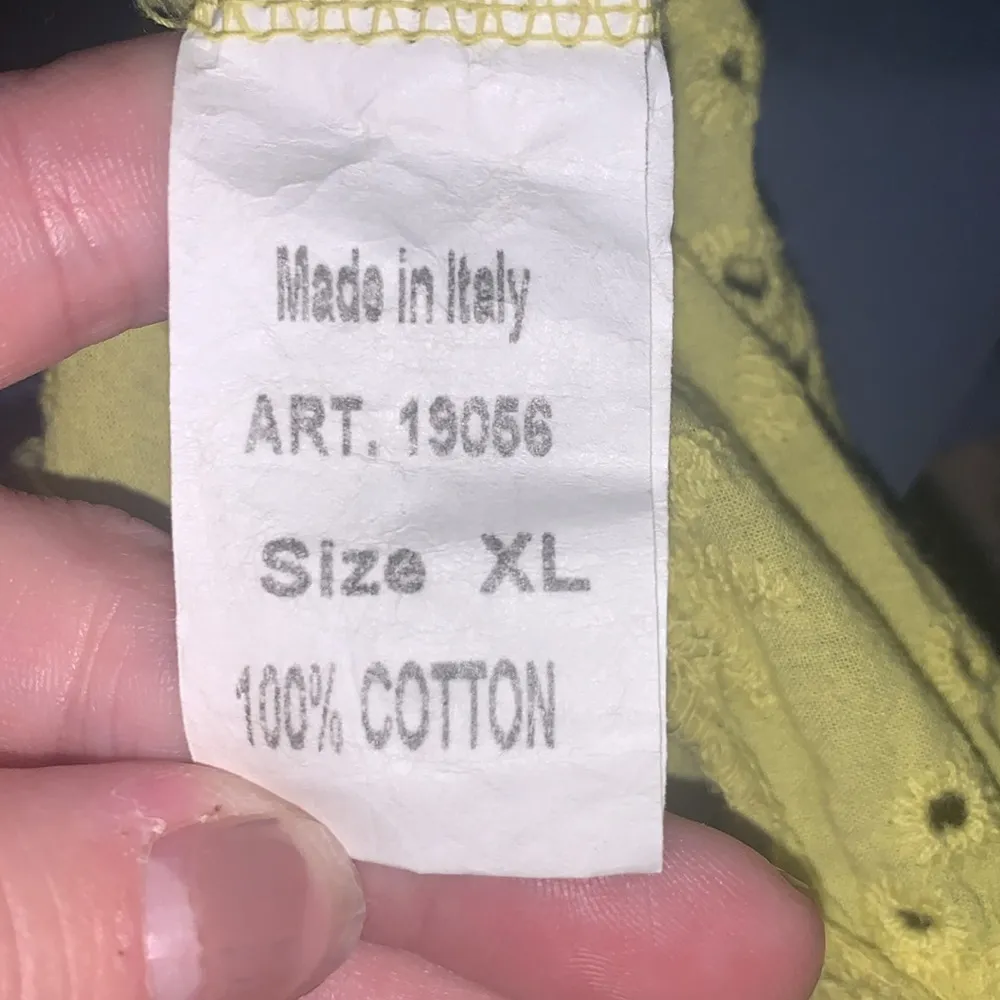 Made in Italy
ART. 19056
Size XL
100% COTTON